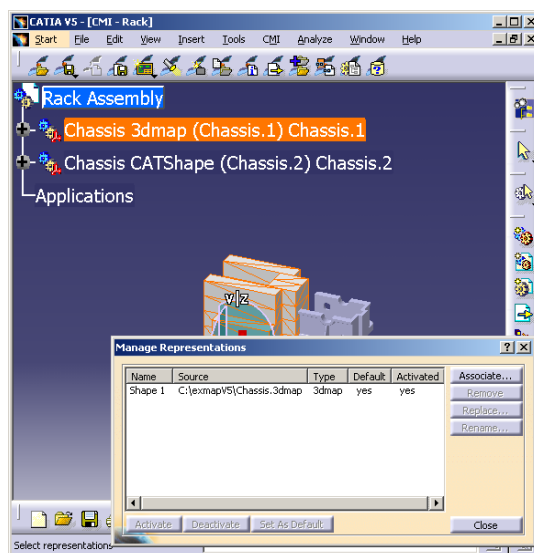 CATIA V5 - [CMI - Rack]
Start File Edit View Insert Tools CMI Analyze Window Help
Rack Assembly
Chassis 3dmap (Chassis.1) Chassis.1
Chassis CATShape (Chassis.2) Chassis.2
Applications
y|z
Manage Representations
Name Source Type Default Activated
Shape 1 C:\exmapV5\Chassis.3dmap 3dmap yes yes
Associate...
Remove
Replace...
Rename...
Activate Deactivate Set As Default Close
Select representations